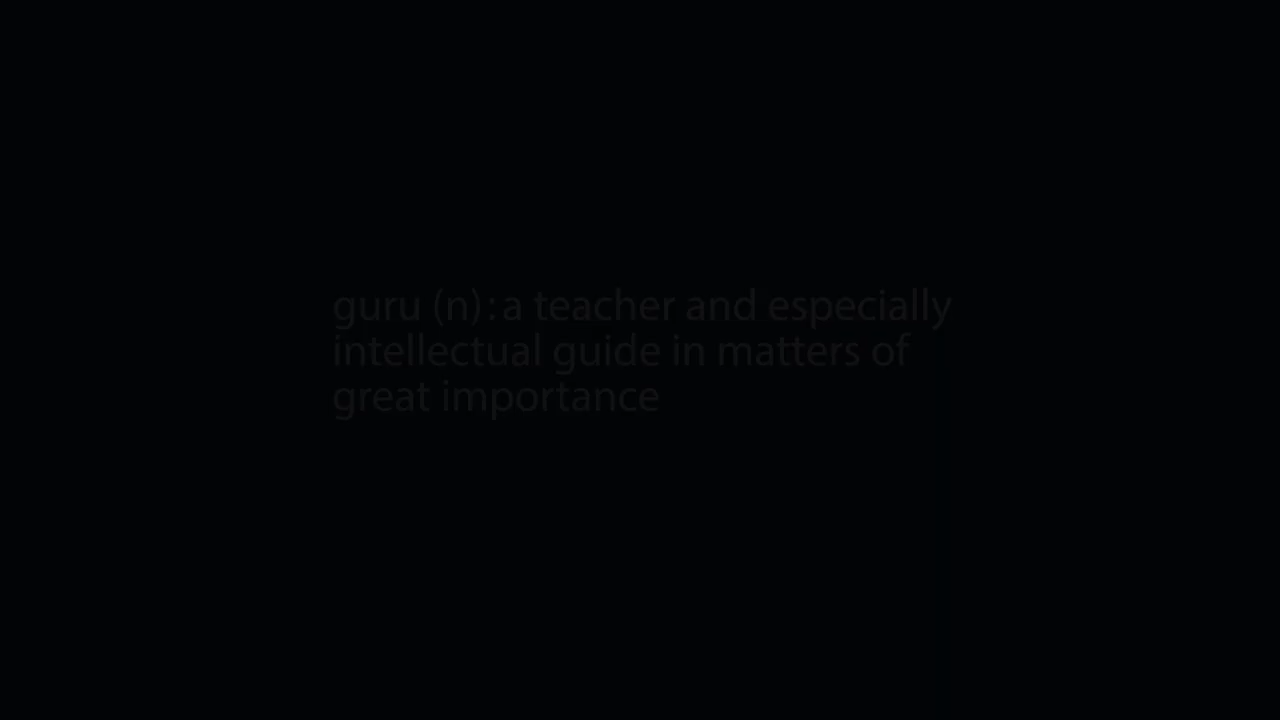 guru (n): a teacher and especially
intellectual guide in matters of
great importance